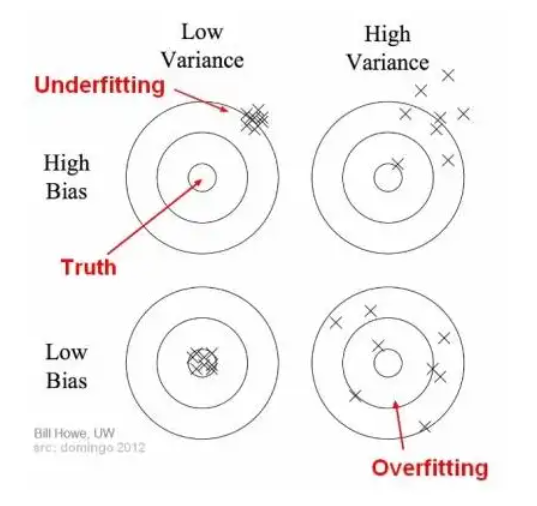 Low
Variance
High
Variance
Underfitting
High
Bias
Truth
Low
Bias
Bill Howe, UW
src: domingo 2012
Overfitting